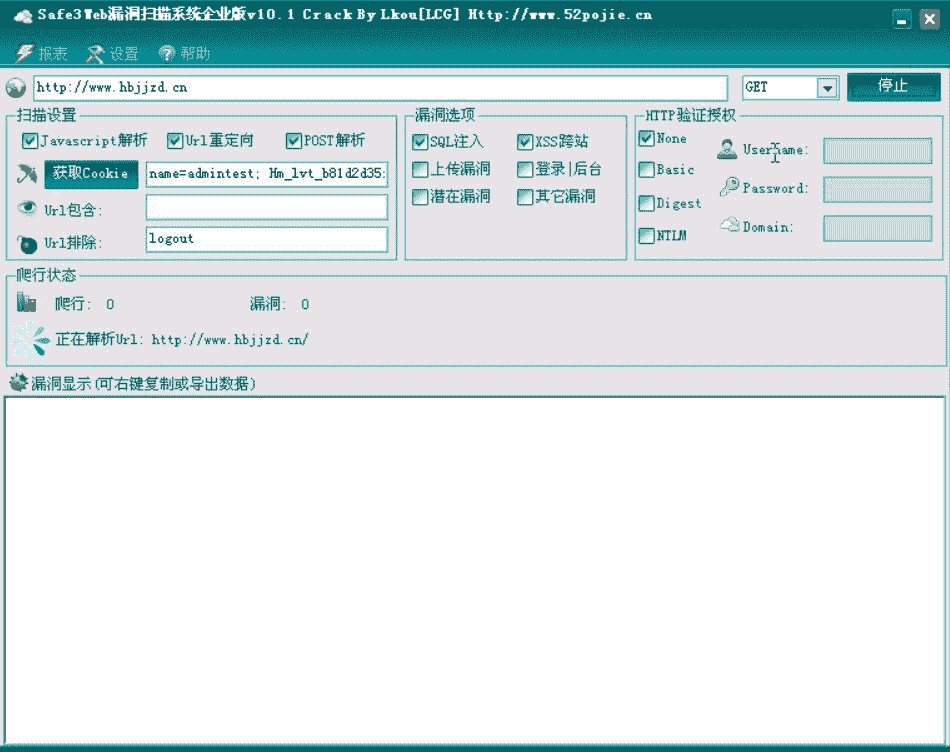 Safe3 Web漏洞扫描系统企业版v10.1 Crack By Lkou[LCG] Http://www.52pojie.cn
报表 设置 帮助
http://www.hbjjzd.cn GET 停止
扫描设置 漏洞选项 HTTP验证授权
Javascript解析 Url重定向 POST解析 SQL注入 XSS跨站 None Username:
获取Cookie name=admintest; Hm_lvt_b81d2d35: 上传漏洞 登录|后台 Basic Password:
Url包含: 潜在漏洞 其它漏洞 Digest
Url排除: logout NTLM Domain:
爬行状态
爬行: 0 漏洞: 0
正在解析Url: http://www.hbjjzd.cn/
漏洞显示(可右键复制或导出数据)